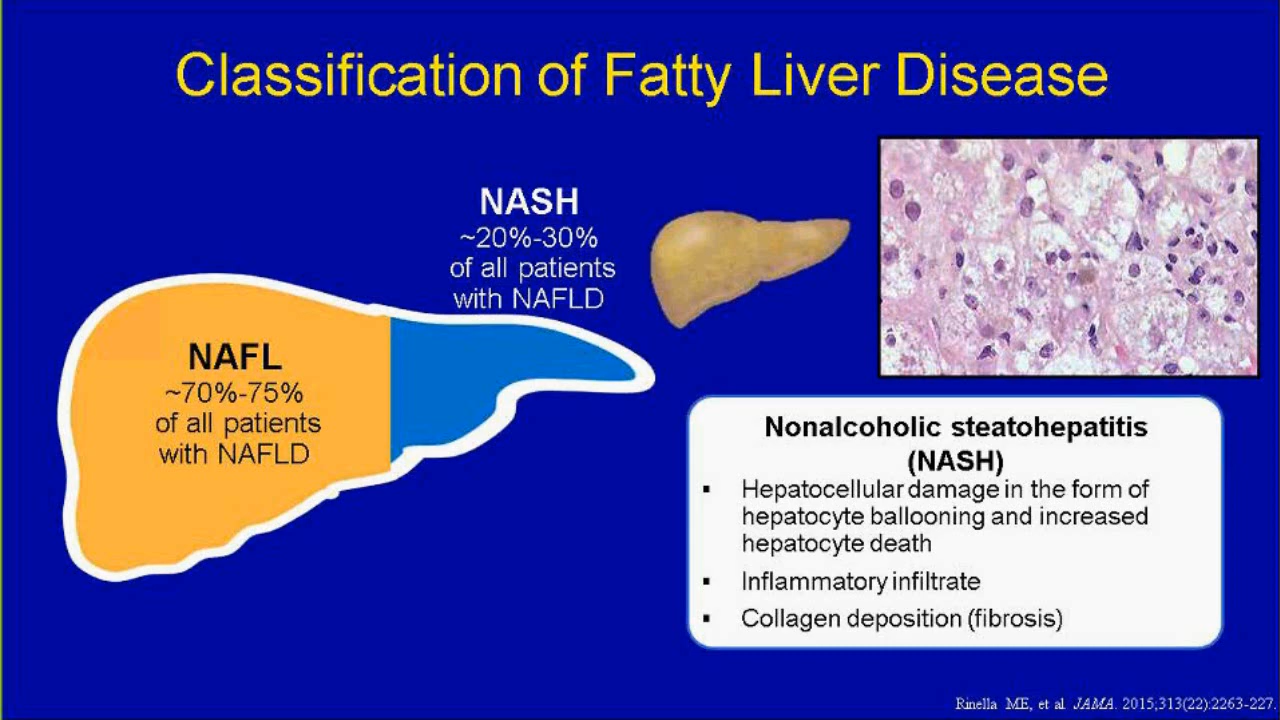 Classification of Fatty Liver Disease
NASH
~20%-30%
of all patients
with NAFLD
NAFL
~70%-75%
of all patients
with NAFLD
Nonalcoholic steatohepatitis
(NASH)
▪ Hepatocellular damage in the form of
hepatocyte ballooning and increased
hepatocyte death
▪ Inflammatory infiltrate
▪ Collagen deposition (fibrosis)
Rinella ME, et al. JAMA. 2015;313(22):2263-227